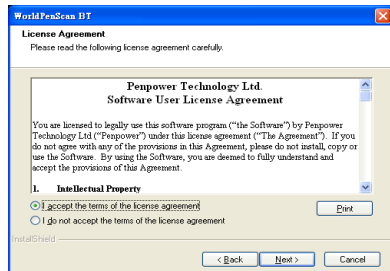 WorldPenScan BT
License Agreement
Please read the following license agreement carefully.
Penpower Technology Ltd.
Software User License Agreement
You are licensed to legally use this software program ("the Software") by Penpower
Technology Ltd ("Penpower") under this license agreement ("The Agreement"). If you
do not agree with any of the provisions in this Agreement, please do not install, copy or
use the Software. By using the Software, you are deemed to fully understand and
accept the provisions of this Agreement.
1. Intellectual Property
I accept the terms of the license agreement
Print
I do not accept the terms of the license agreement
InstallShield
< Back Next > Cancel